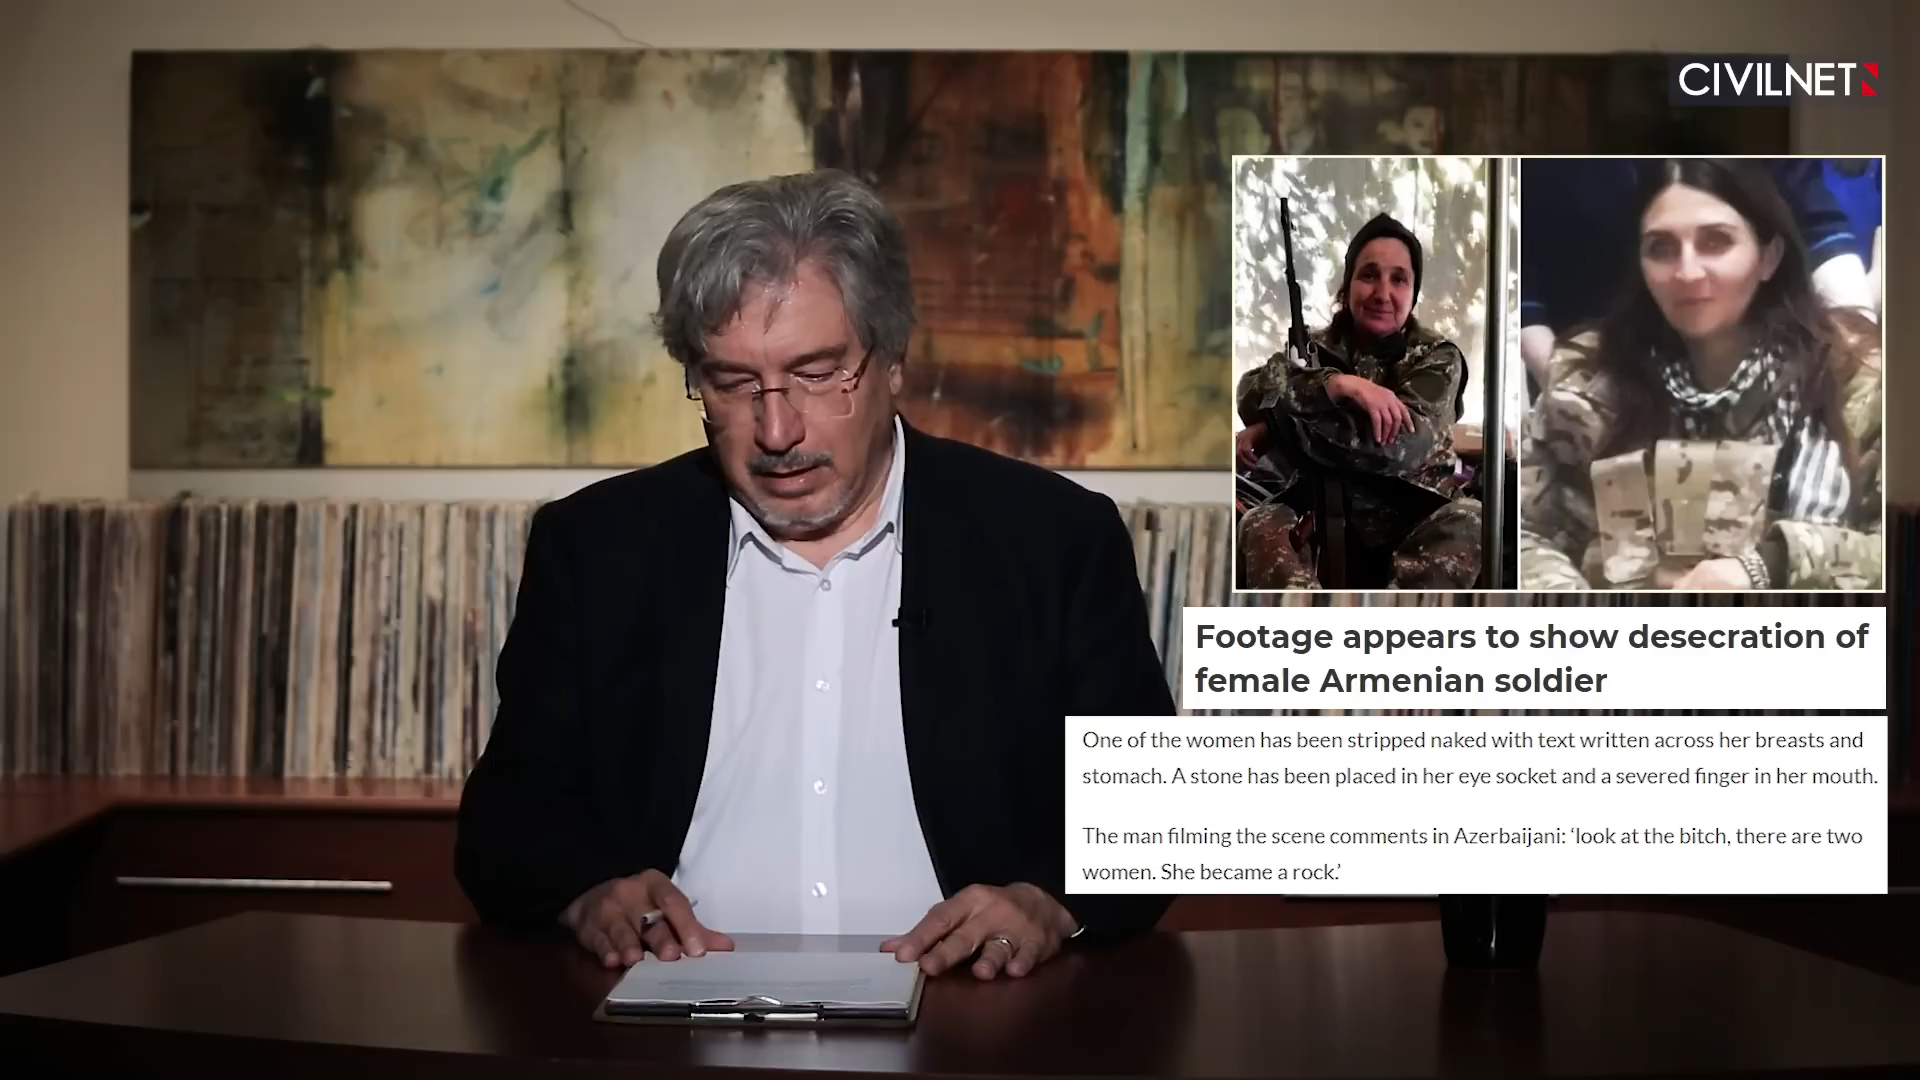 CIVILNET
Footage appears to show desecration of
female Armenian soldier
One of the women has been stripped naked with text written across her breasts and
stomach. A stone has been placed in her eye socket and a severed finger in her mouth.
The man filming the scene comments in Azerbaijani: ‘look at the bitch, there are two
women. She became a rock.’